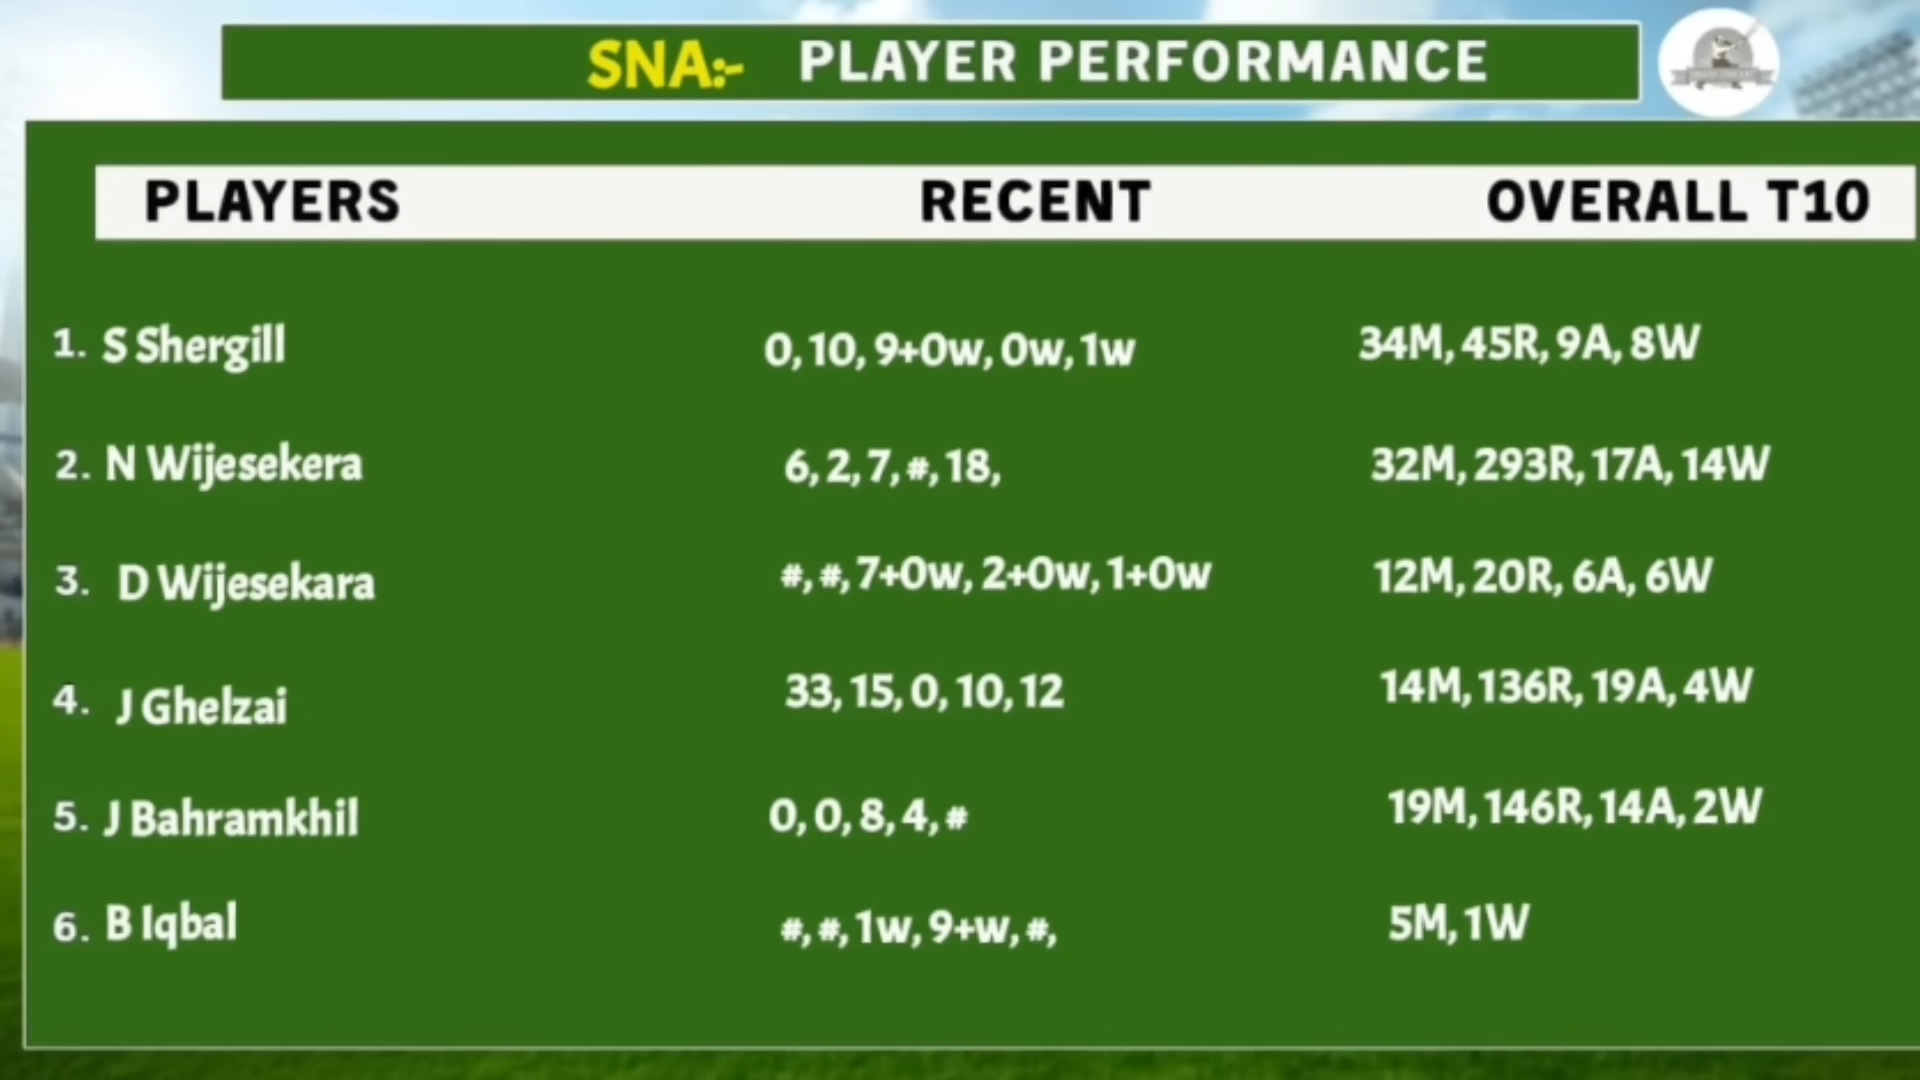 SNA:- PLAYER PERFORMANCE
PLAYERS RECENT OVERALL T10
1. S Shergill 0, 10, 9+0w, 0w, 1w 34M, 45R, 9A, 8W
2. N Wijesekera 6, 2, 7, #, 18, 32M, 293R, 17A, 14W
3. D Wijesekara #, #, 7+0w, 2+0w, 1+0w 12M, 20R, 6A, 6W
4. J Ghelzai 33, 15, 0, 10, 12 14M, 136R, 19A, 4W
5. J Bahramkhil 0, 0, 8, 4, # 19M, 146R, 14A, 2W
6. B Iqbal #, #, 1w, 9+w, #, 5M, 1W